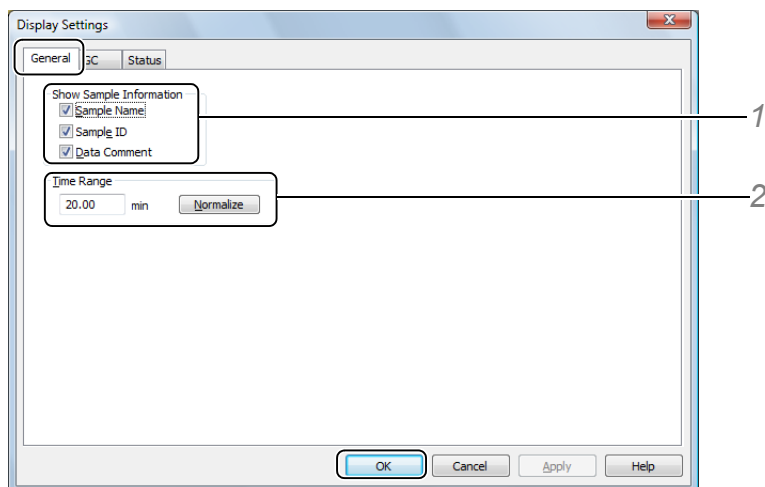 Display Settings
General GC Status
Show Sample Information
Sample Name
Sample ID
Data Comment
1
Time Range
20.00 min Normalize
2
OK Cancel Apply Help